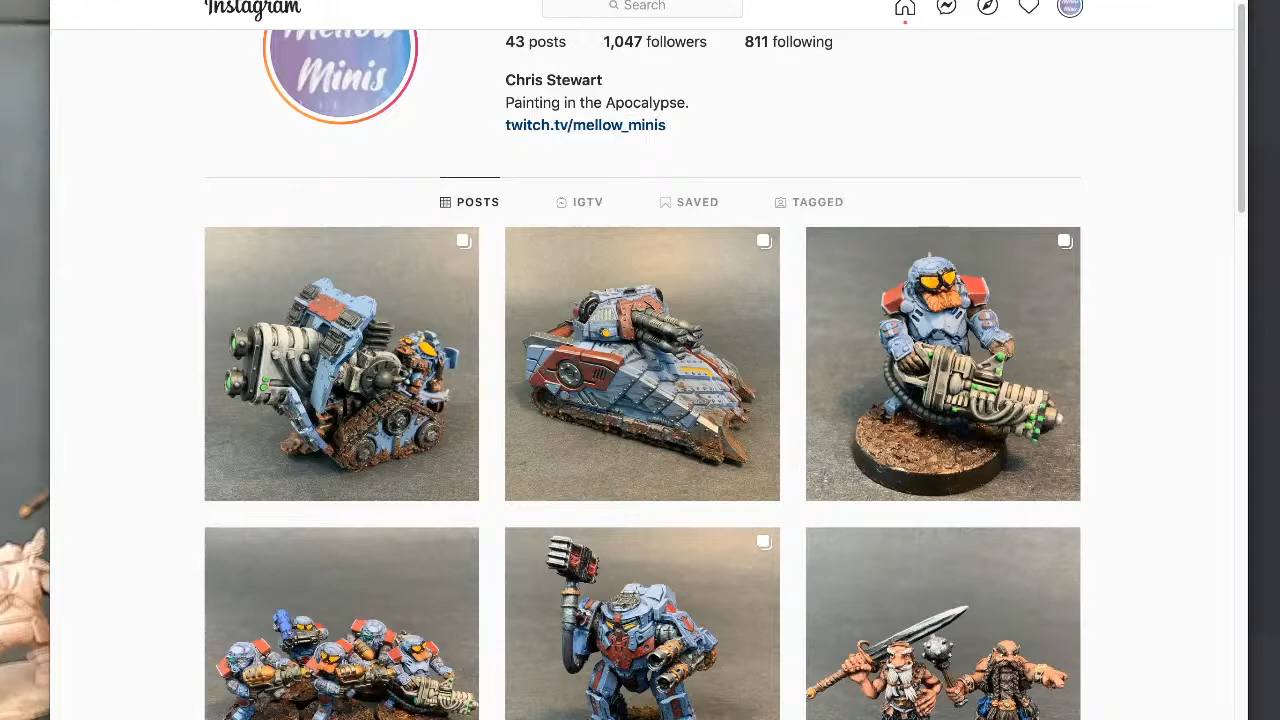 Instagram
Search
Mellow
Minis
43 posts 1,047 followers 811 following
Chris Stewart
Painting in the Apocalypse.
twitch.tv/mellow_minis
POSTS IGTV SAVED TAGGED